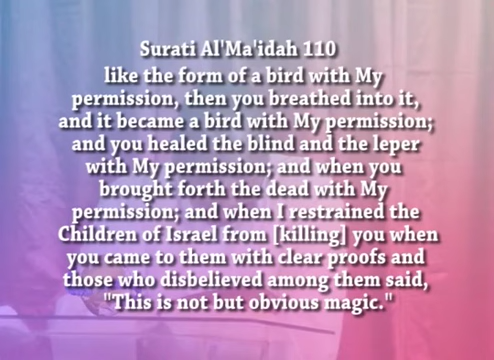 Surati Al'Ma'idah 110
like the form of a bird with My
permission, then you breathed into it,
and it became a bird with My permission;
and you healed the blind and the leper
with My permission; and when you
brought forth the dead with My
permission; and when I restrained the
Children of Israel from [killing] you when
you came to them with clear proofs and
those who disbelieved among them said,
"This is not but obvious magic."